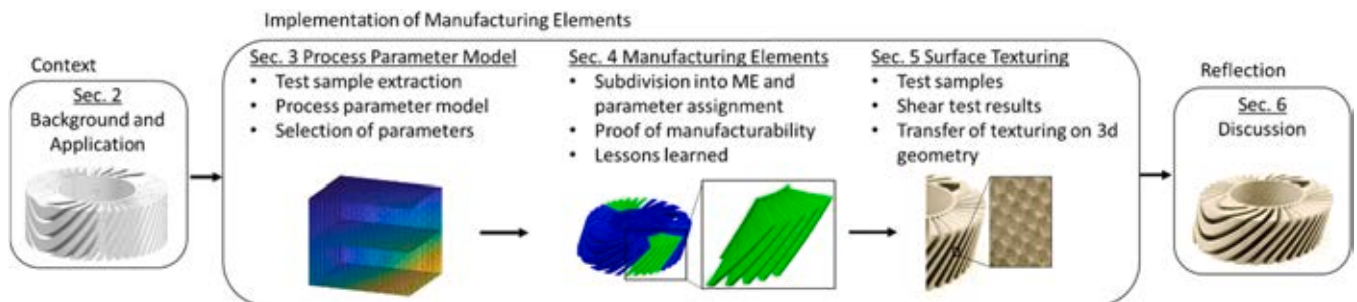 Implementation of Manufacturing Elements
Context
Sec. 2
Background and
Application
Sec. 3 Process Parameter Model
• Test sample extraction
• Process parameter model
• Selection of parameters
Sec. 4 Manufacturing Elements
• Subdivision into ME and
parameter assignment
• Proof of manufacturability
• Lessons learned
Sec. 5 Surface Texturing
• Test samples
• Shear test results
• Transfer of texturing on 3d
geometry
Reflection
Sec. 6
Discussion